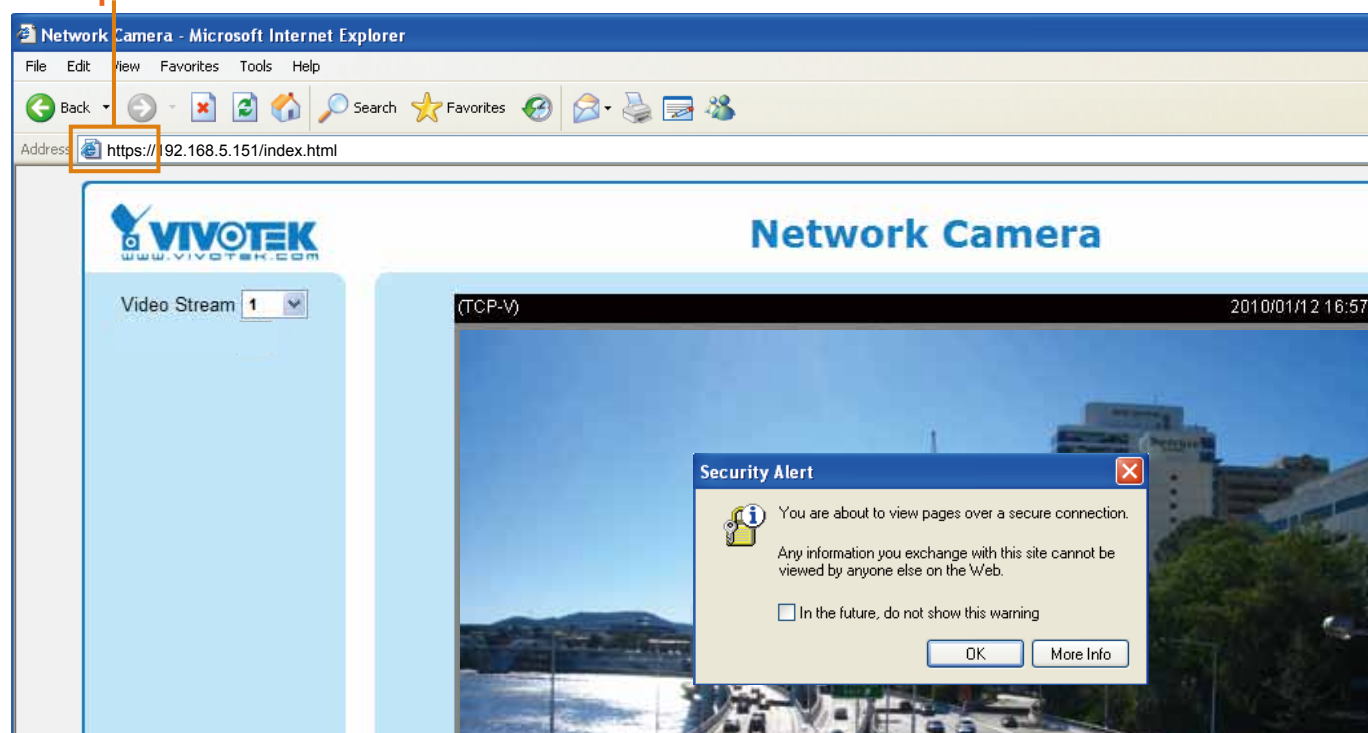 Network Camera - Microsoft Internet Explorer
File Edit View Favorites Tools Help
Back Search Favorites
Address https://192.168.5.151/index.html
VIVOTEK
www.vivotek.com
Network Camera
Video Stream 1
(TCP-V) 2010/01/12 16:57
Security Alert
You are about to view pages over a secure connection.
Any information you exchange with this site cannot be
viewed by anyone else on the Web.
In the future, do not show this warning
OK More Info